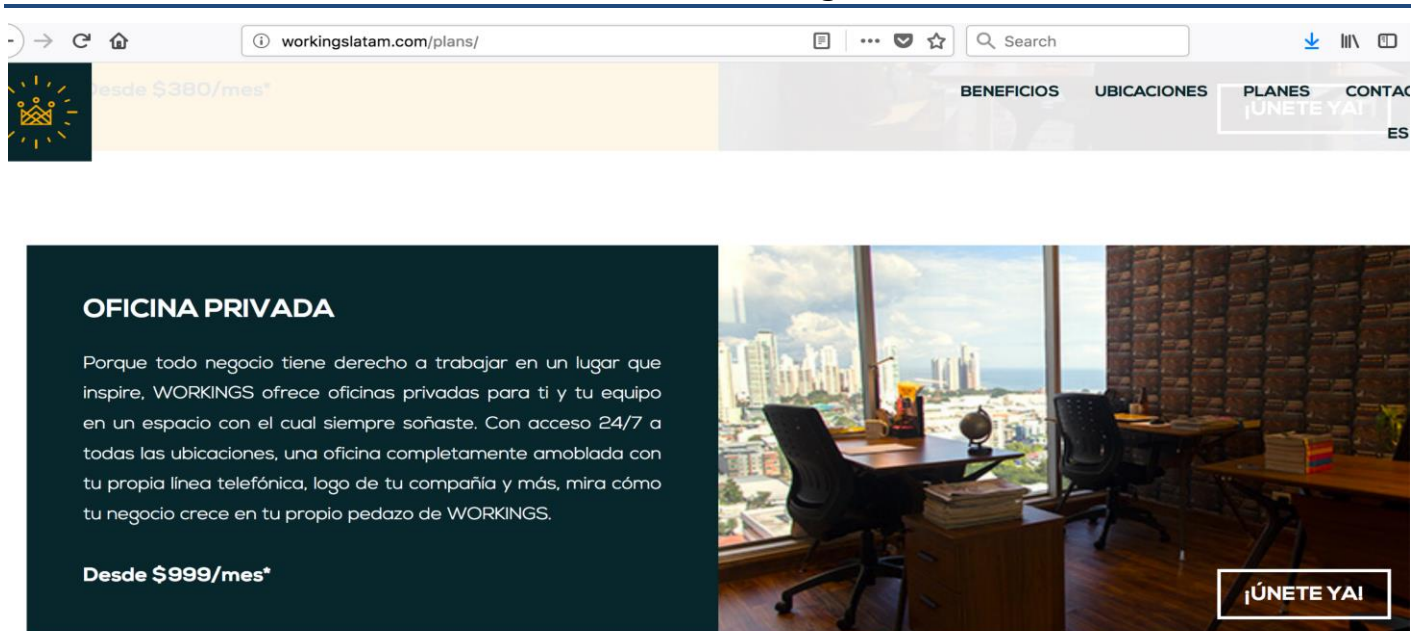 workingslatam.com/plans/
Search
Desde $380/mes*
BENEFICIOS UBICACIONES PLANES CONTAC
¡ÚNETE YA!
ES
OFICINA PRIVADA
Porque todo negocio tiene derecho a trabajar en un lugar que
inspire, WORKINGS ofrece oficinas privadas para ti y tu equipo
en un espacio con el cual siempre soñaste. Con acceso 24/7 a
todas las ubicaciones, una oficina completamente amoblada con
tu propia línea telefónica, logo de tu compañía y más, mira cómo
tu negocio crece en tu propio pedazo de WORKINGS.
Desde $999/mes*
¡ÚNETE YA!